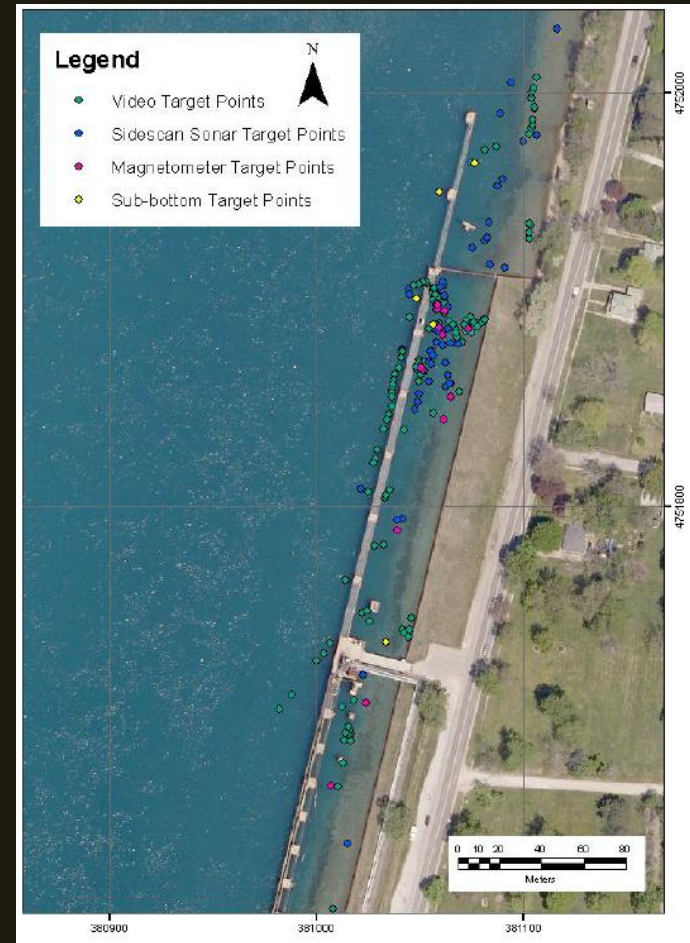 Legend
N
Video Target Points
Sidescan Sonar Target Points
Magnetometer Target Points
Sub-bottom Target Points
4752000
4751800
0 10 20 40 60 80
Meters
380900 381000 381100